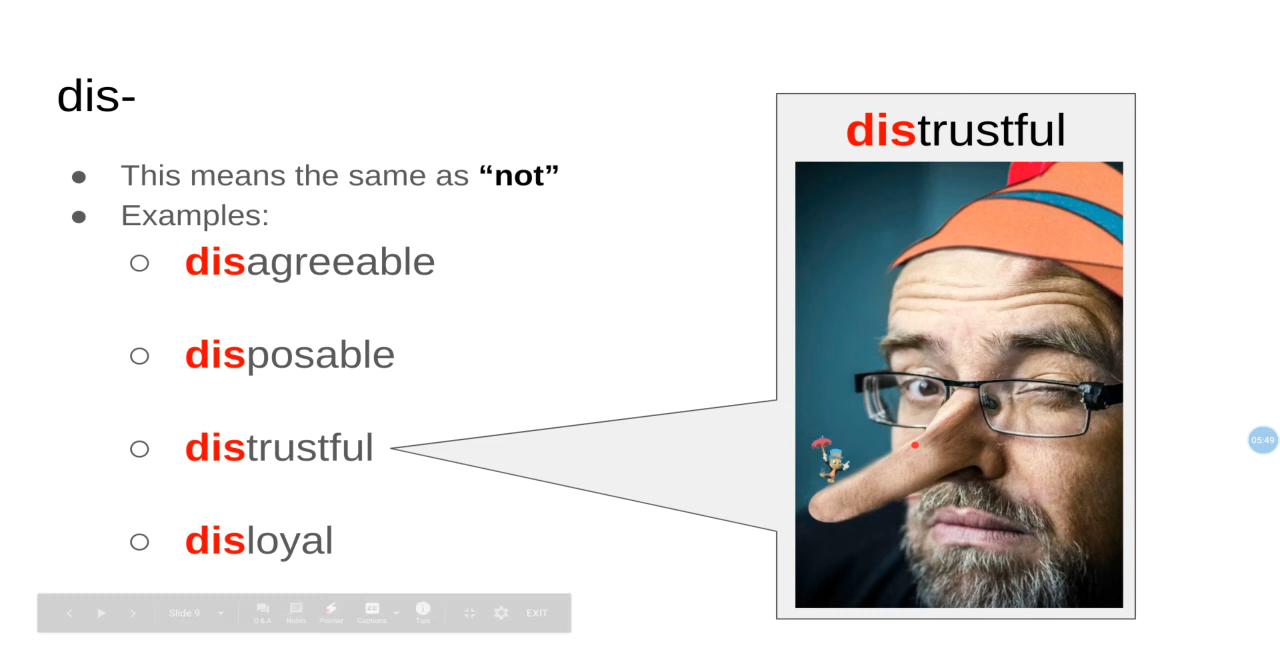 dis-
This means the same as “not”
Examples:
disagreeable
disposable
distrustful
disloyal
distrustful
05:49
Slide 9
Q & A
Notes
Pointer
Captions
Tips
EXIT